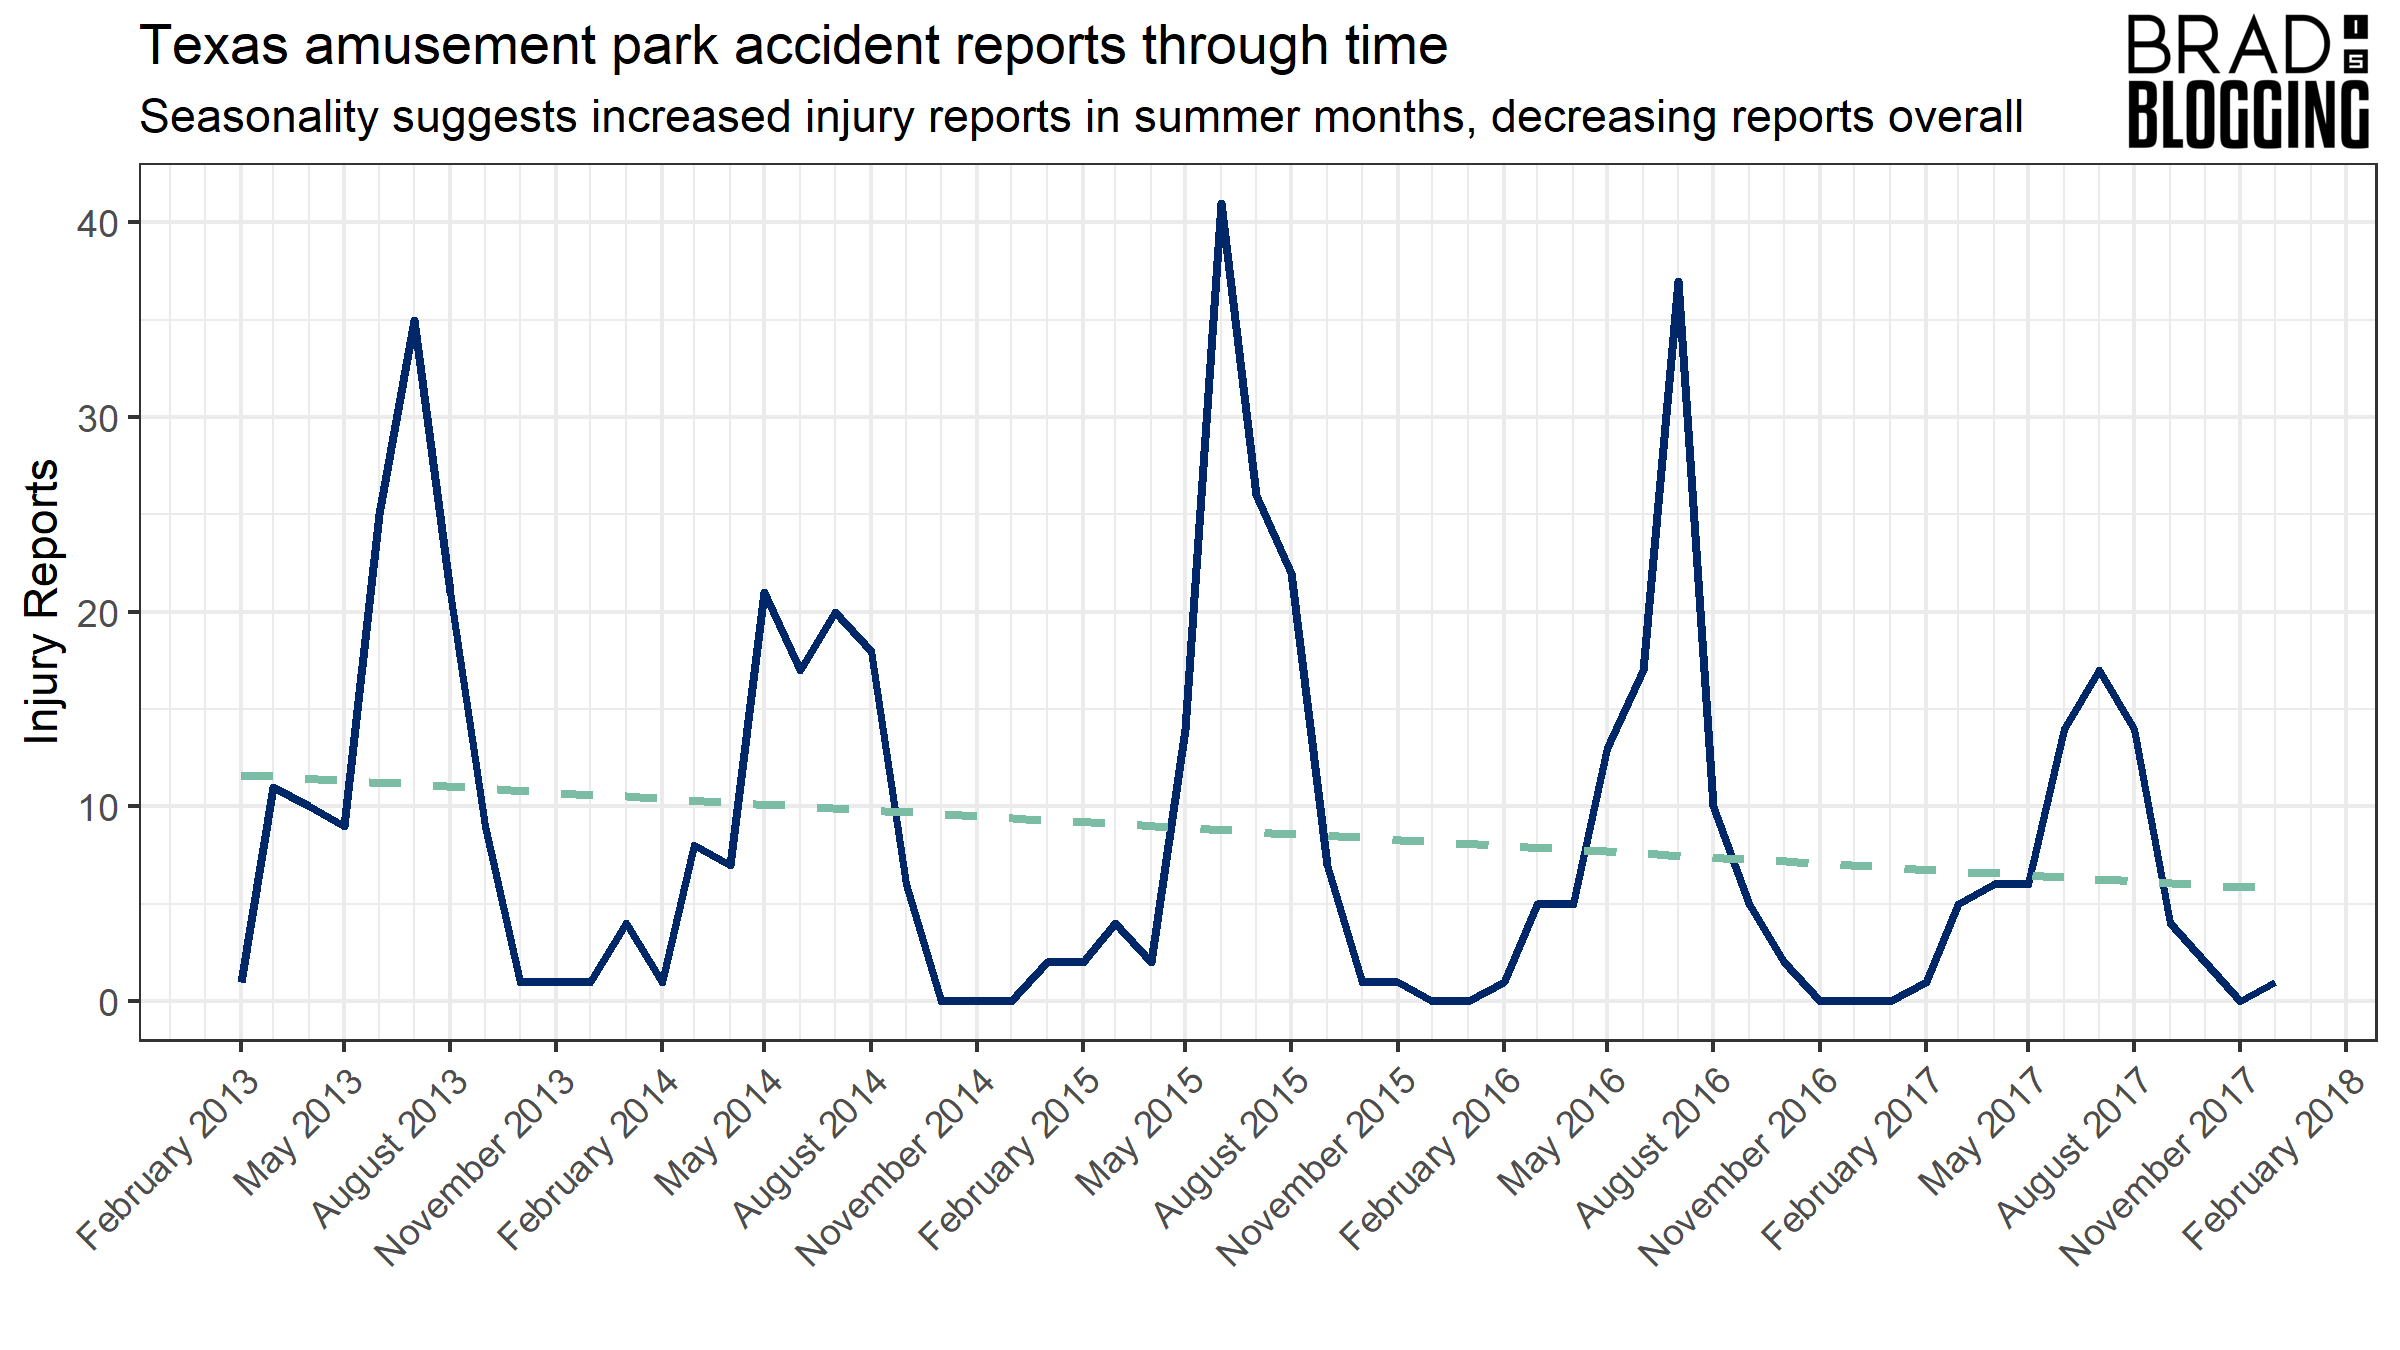 Texas amusement park accident reports through time
Seasonality suggests increased injury reports in summer months, decreasing reports overall
BRAD IS
BLOGGING
Injury Reports
40
30
20
10
0
February 2013
May 2013
August 2013
November 2013
February 2014
May 2014
August 2014
November 2014
February 2015
May 2015
August 2015
November 2015
February 2016
May 2016
August 2016
November 2016
February 2017
May 2017
August 2017
November 2017
February 2018